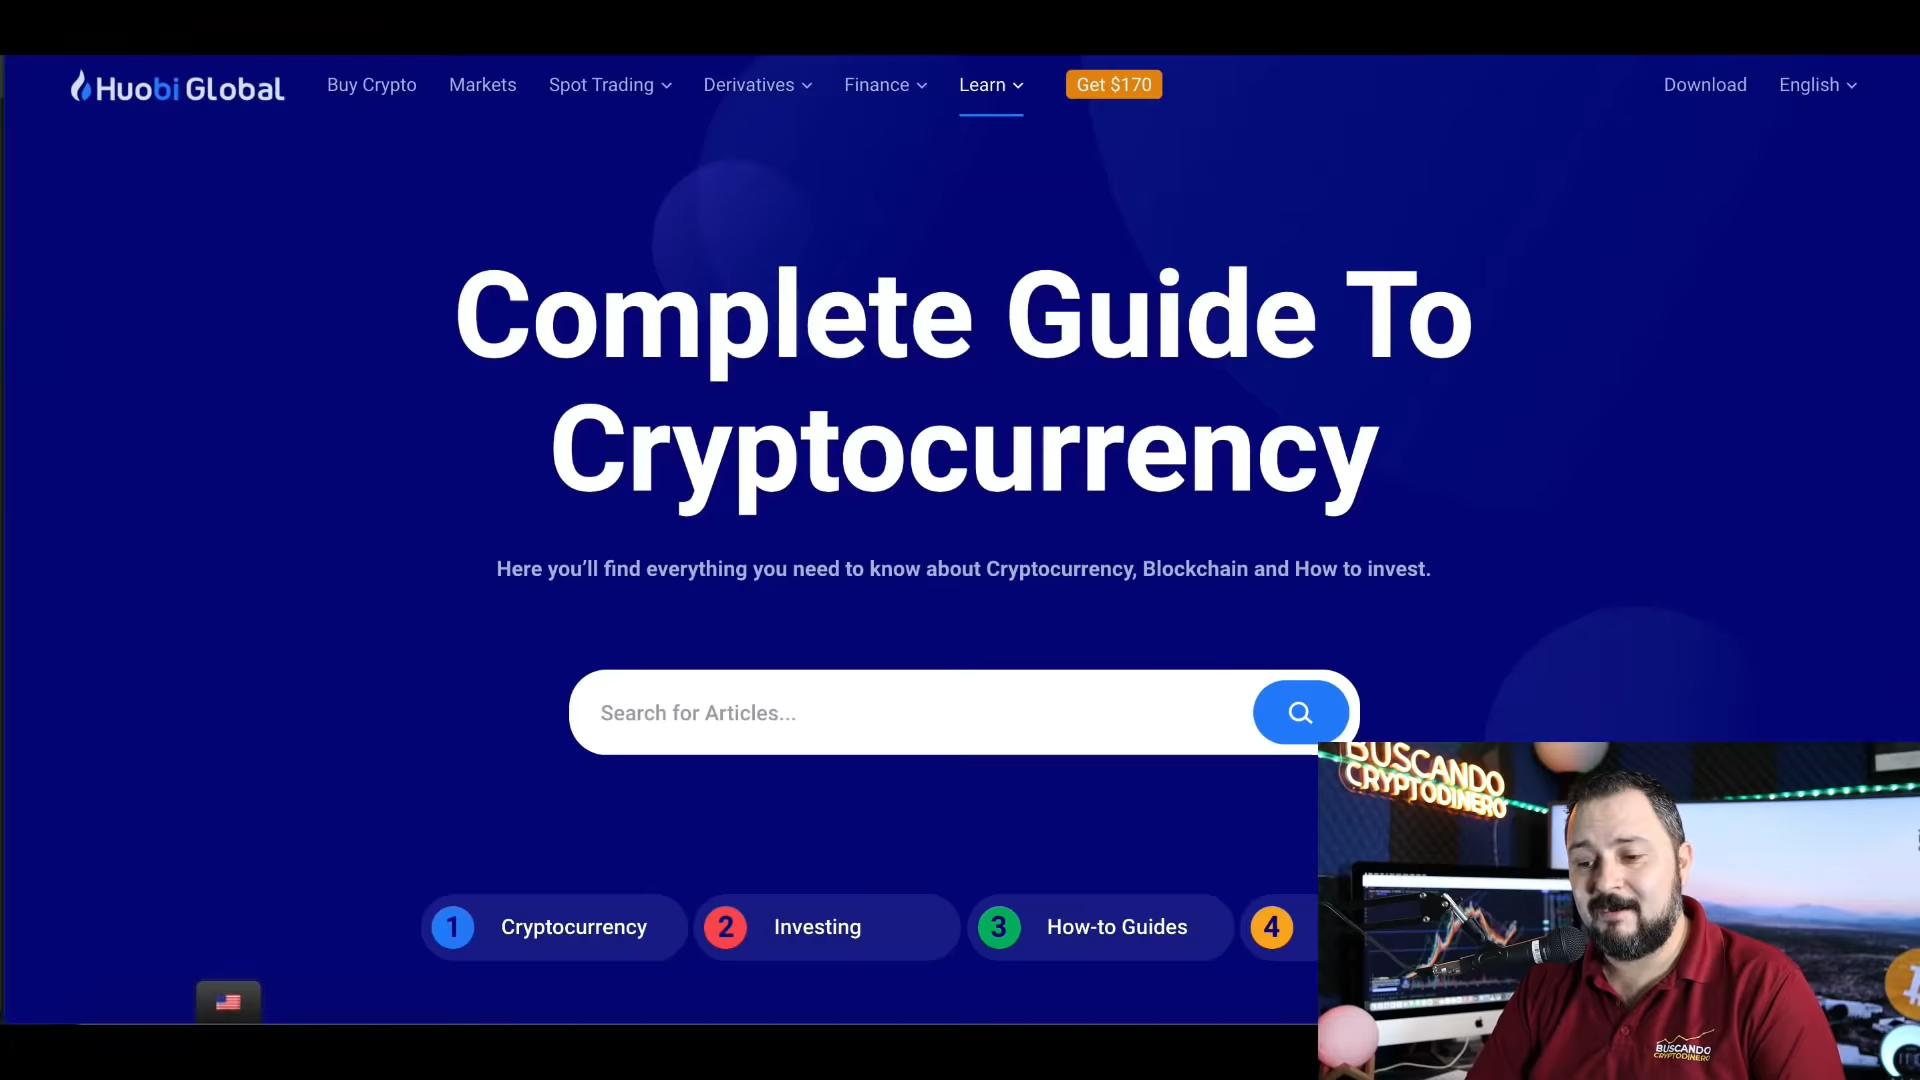 Huobi Global
Buy Crypto
Markets
Spot Trading
Derivatives
Finance
Learn
Get $170
Download
English
Complete Guide To
Cryptocurrency
Here you’ll find everything you need to know about Cryptocurrency, Blockchain and How to invest.
Search for Articles...
1 Cryptocurrency
2 Investing
3 How-to Guides
4
BUSCANDO
CRYPTODINERO
BUSCANDO
CRYPTODINERO